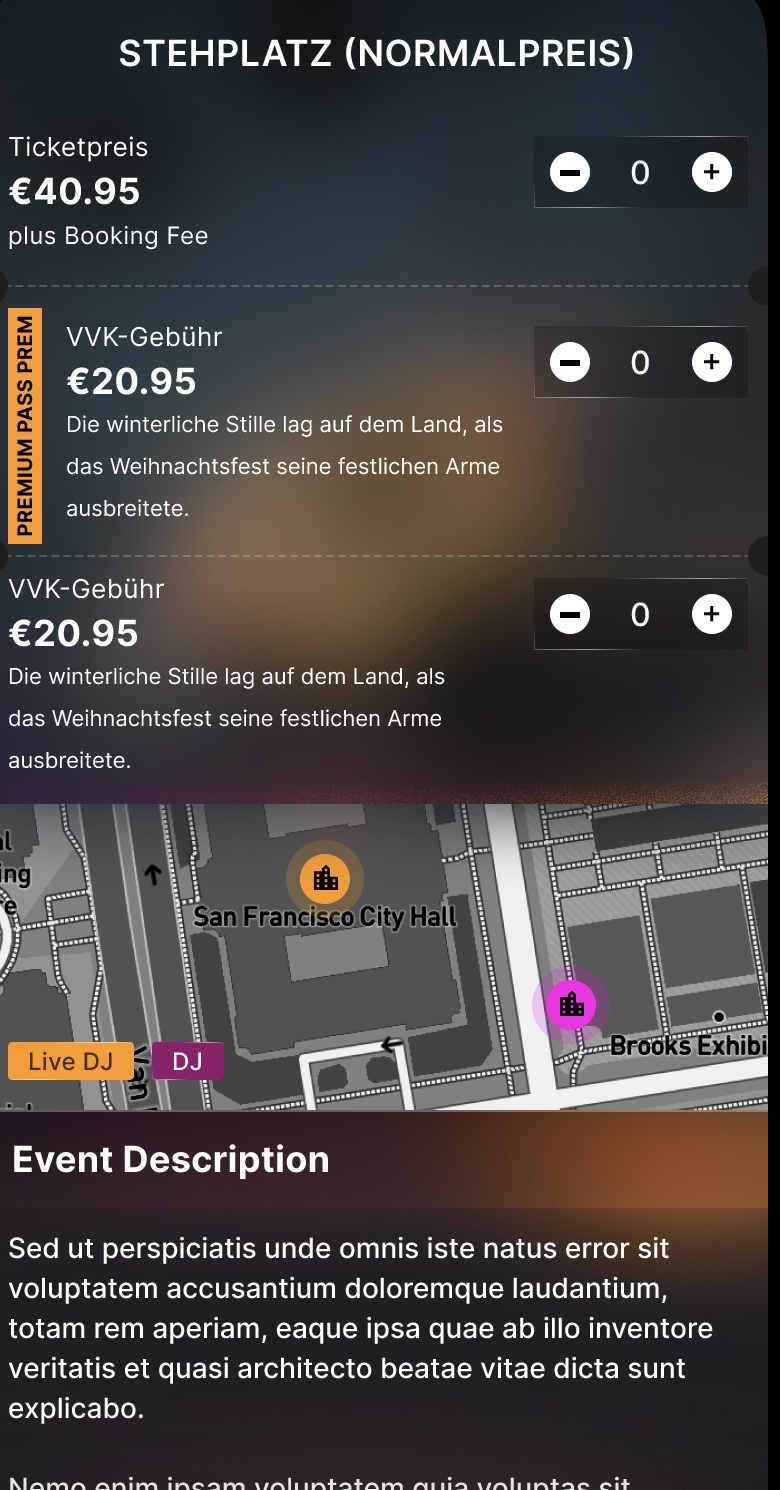 STEHPLATZ (NORMALPREIS)
Ticketpreis
€40.95
plus Booking Fee
0
PREMIUM PASS PREM
VVK-Gebühr
€20.95
Die winterliche Stille lag auf dem Land, als
das Weihnachtsfest seine festlichen Arme
ausbreitete.
0
VVK-Gebühr
€20.95
Die winterliche Stille lag auf dem Land, als
das Weihnachtsfest seine festlichen Arme
ausbreitete.
0
San Francisco City Hall
Brooks Exhibi
Live DJ
DJ
Van
Event Description
Sed ut perspiciatis unde omnis iste natus error sit
voluptatem accusantium doloremque laudantium,
totam rem aperiam, eaque ipsa quae ab illo inventore
veritatis et quasi architecto beatae vitae dicta sunt
explicabo.
Nemo enim ipsam voluptatem quia voluptas sit